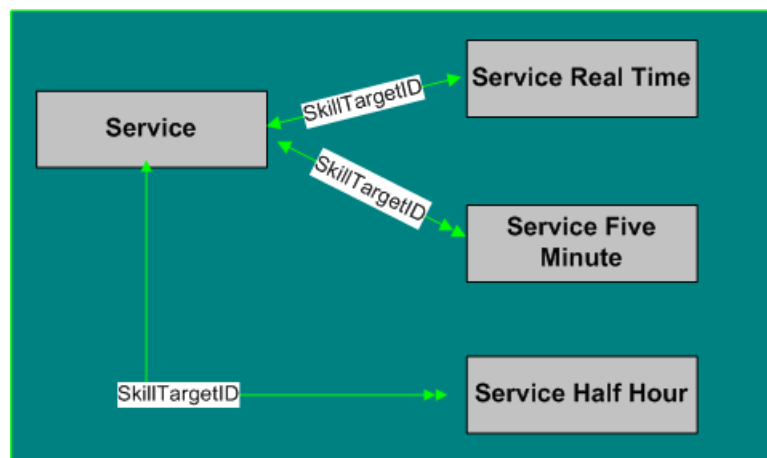 Service Real Time
SkillTargetID
Service
SkillTargetID
Service Five
Minute
SkillTargetID
Service Half Hour